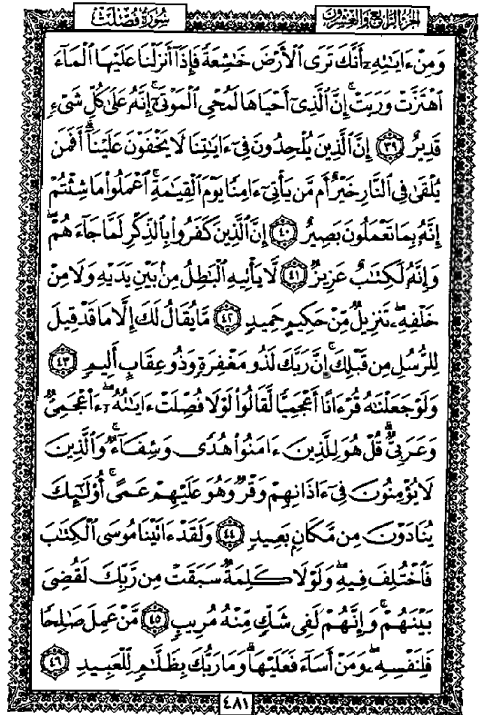 الجزء الرابع والعشرون
سورة فصلت
وَمِنْ ءَايَٰتِهِۦٓ أَنَّكَ تَرَى ٱلْأَرْضَ خَٰشِعَةً فَإِذَآ أَنزَلْنَا عَلَيْهَا ٱلْمَآءَ
ٱهْتَزَّتْ وَرَبَتْ ۚ إِنَّ ٱلَّذِىٓ أَحْيَاهَا لَمُحْىِ ٱلْمَوْتَىٰٓ ۚ إِنَّهُۥ عَلَىٰ كُلِّ شَىْءٍ
قَدِيرٌ ٣٩ إِنَّ ٱلَّذِينَ يُلْحِدُونَ فِىٓ ءَايَٰتِنَا لَا يَخْفَوْنَ عَلَيْنَآ ۗ أَفَمَن
يُلْقَىٰ فِى ٱلنَّارِ خَيْرٌ أَم مَّن يَأْتِىٓ ءَامِنًا يَوْمَ ٱلْقِيَٰمَةِ ۚ ٱعْمَلُوا۟ مَا شِئْتُمْ ۖ
إِنَّهُۥ بِمَا تَعْمَلُونَ بَصِيرٌ ٤٠ إِنَّ ٱلَّذِينَ كَفَرُوا۟ بِٱلذِّكْرِ لَمَّا جَآءَهُمْ ۖ
وَإِنَّهُۥ لَكِتَٰبٌ عَزِيزٌ ٤١ لَّا يَأْتِيهِ ٱلْبَٰطِلُ مِنۢ بَيْنِ يَدَيْهِ وَلَا مِنْ
خَلْفِهِۦ ۖ تَنزِيلٌ مِّنْ حَكِيمٍ حَمِيدٍ ٤٢ مَّا يُقَالُ لَكَ إِلَّا مَا قَدْ قِيلَ
لِلرُّسُلِ مِن قَبْلِكَ ۚ إِنَّ رَبَّكَ لَذُو مَغْفِرَةٍ وَذُو عِقَابٍ أَلِيمٍ ٤٣
وَلَوْ جَعَلْنَٰهُ قُرْءَانًا أَعْجَمِيًّا لَّقَالُوا۟ لَوْلَا فُصِّلَتْ ءَايَٰتُهُۥٓ ۖ ءَا۬عْجَمِىٌّ
وَعَرَبِىٌّ ۗ قُلْ هُوَ لِلَّذِينَ ءَامَنُوا۟ هُدًى وَشِفَآءٌ ۖ وَٱلَّذِينَ
لَا يُؤْمِنُونَ فِىٓ ءَاذَانِهِمْ وَقْرٌ وَهُوَ عَلَيْهِمْ عَمًى ۚ أُو۟لَٰٓئِكَ
يُنَادَوْنَ مِن مَّكَانٍۭ بَعِيدٍ ٤٤ وَلَقَدْ ءَاتَيْنَا مُوسَى ٱلْكِتَٰبَ
فَٱخْتُلِفَ فِيهِ ۗ وَلَوْلَا كَلِمَةٌ سَبَقَتْ مِن رَّبِّكَ لَقُضِىَ
بَيْنَهُمْ ۚ وَإِنَّهُمْ لَفِى شَكٍّ مِّنْهُ مُرِيبٍ ٤٥ مَّنْ عَمِلَ صَٰلِحًا
فَلِنَفْسِهِۦ ۖ وَمَنْ أَسَآءَ فَعَلَيْهَا ۗ وَمَا رَبُّكَ بِظَلَّٰمٍ لِّلْعَبِيدِ ٤٦
٤٨١